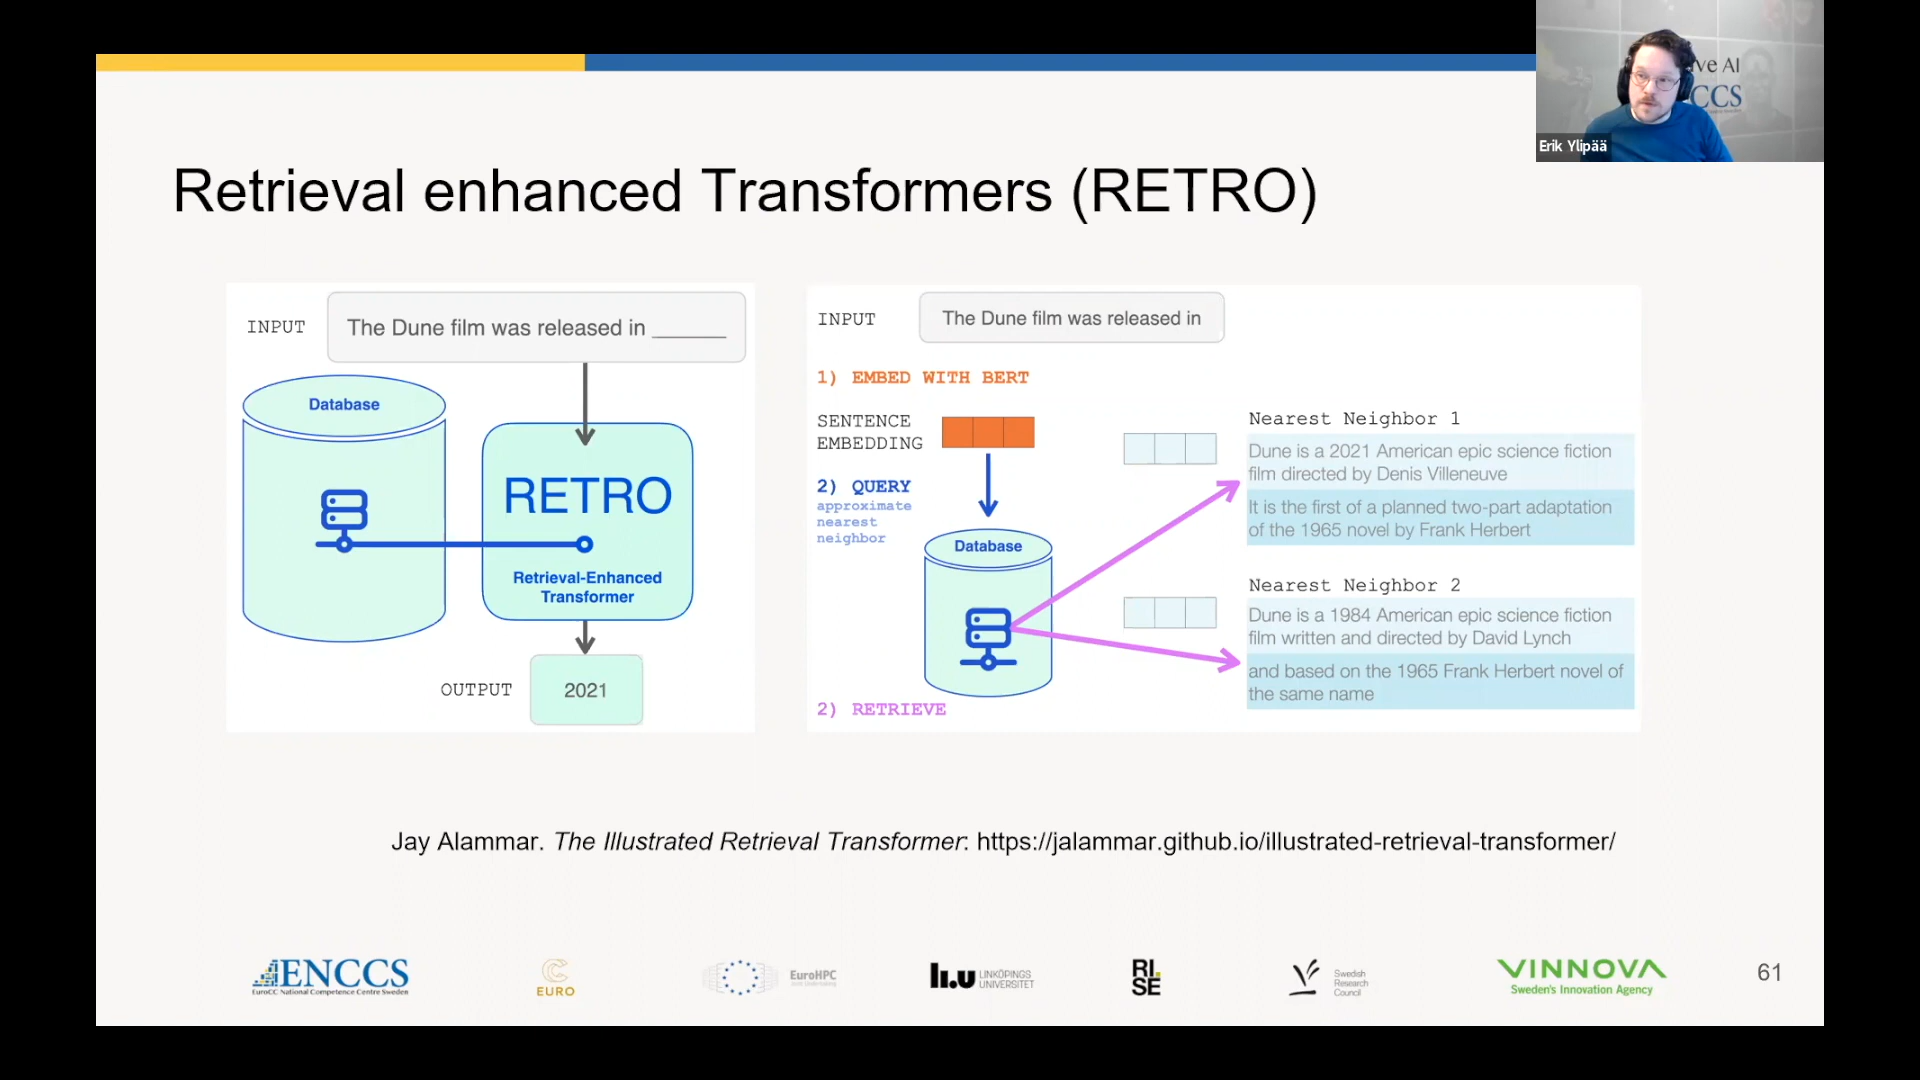 ve AI
CCS
Erik Ylipää
Retrieval enhanced Transformers (RETRO)
INPUT
The Dune film was released in ______
Database
RETRO
Retrieval-Enhanced
Transformer
OUTPUT
2021
INPUT
The Dune film was released in
1) EMBED WITH BERT
SENTENCE
EMBEDDING
2) QUERY
approximate
nearest
neighbor
Database
2) RETRIEVE
Nearest Neighbor 1
Dune is a 2021 American epic science fiction
film directed by Denis Villeneuve
It is the first of a planned two-part adaptation
of the 1965 novel by Frank Herbert
Nearest Neighbor 2
Dune is a 1984 American epic science fiction
film written and directed by David Lynch
and based on the 1965 Frank Herbert novel of
the same name
Jay Alammar. The Illustrated Retrieval Transformer: https://jalammar.github.io/illustrated-retrieval-transformer/
ENCCS
EuroCC National Competence Centre Sweden
EURO
EuroHPC
Joint Undertaking
LINKÖPINGS
UNIVERSITET
RI.
SE
Swedish
Research
Council
VINNOVA
Sweden's Innovation Agency
61